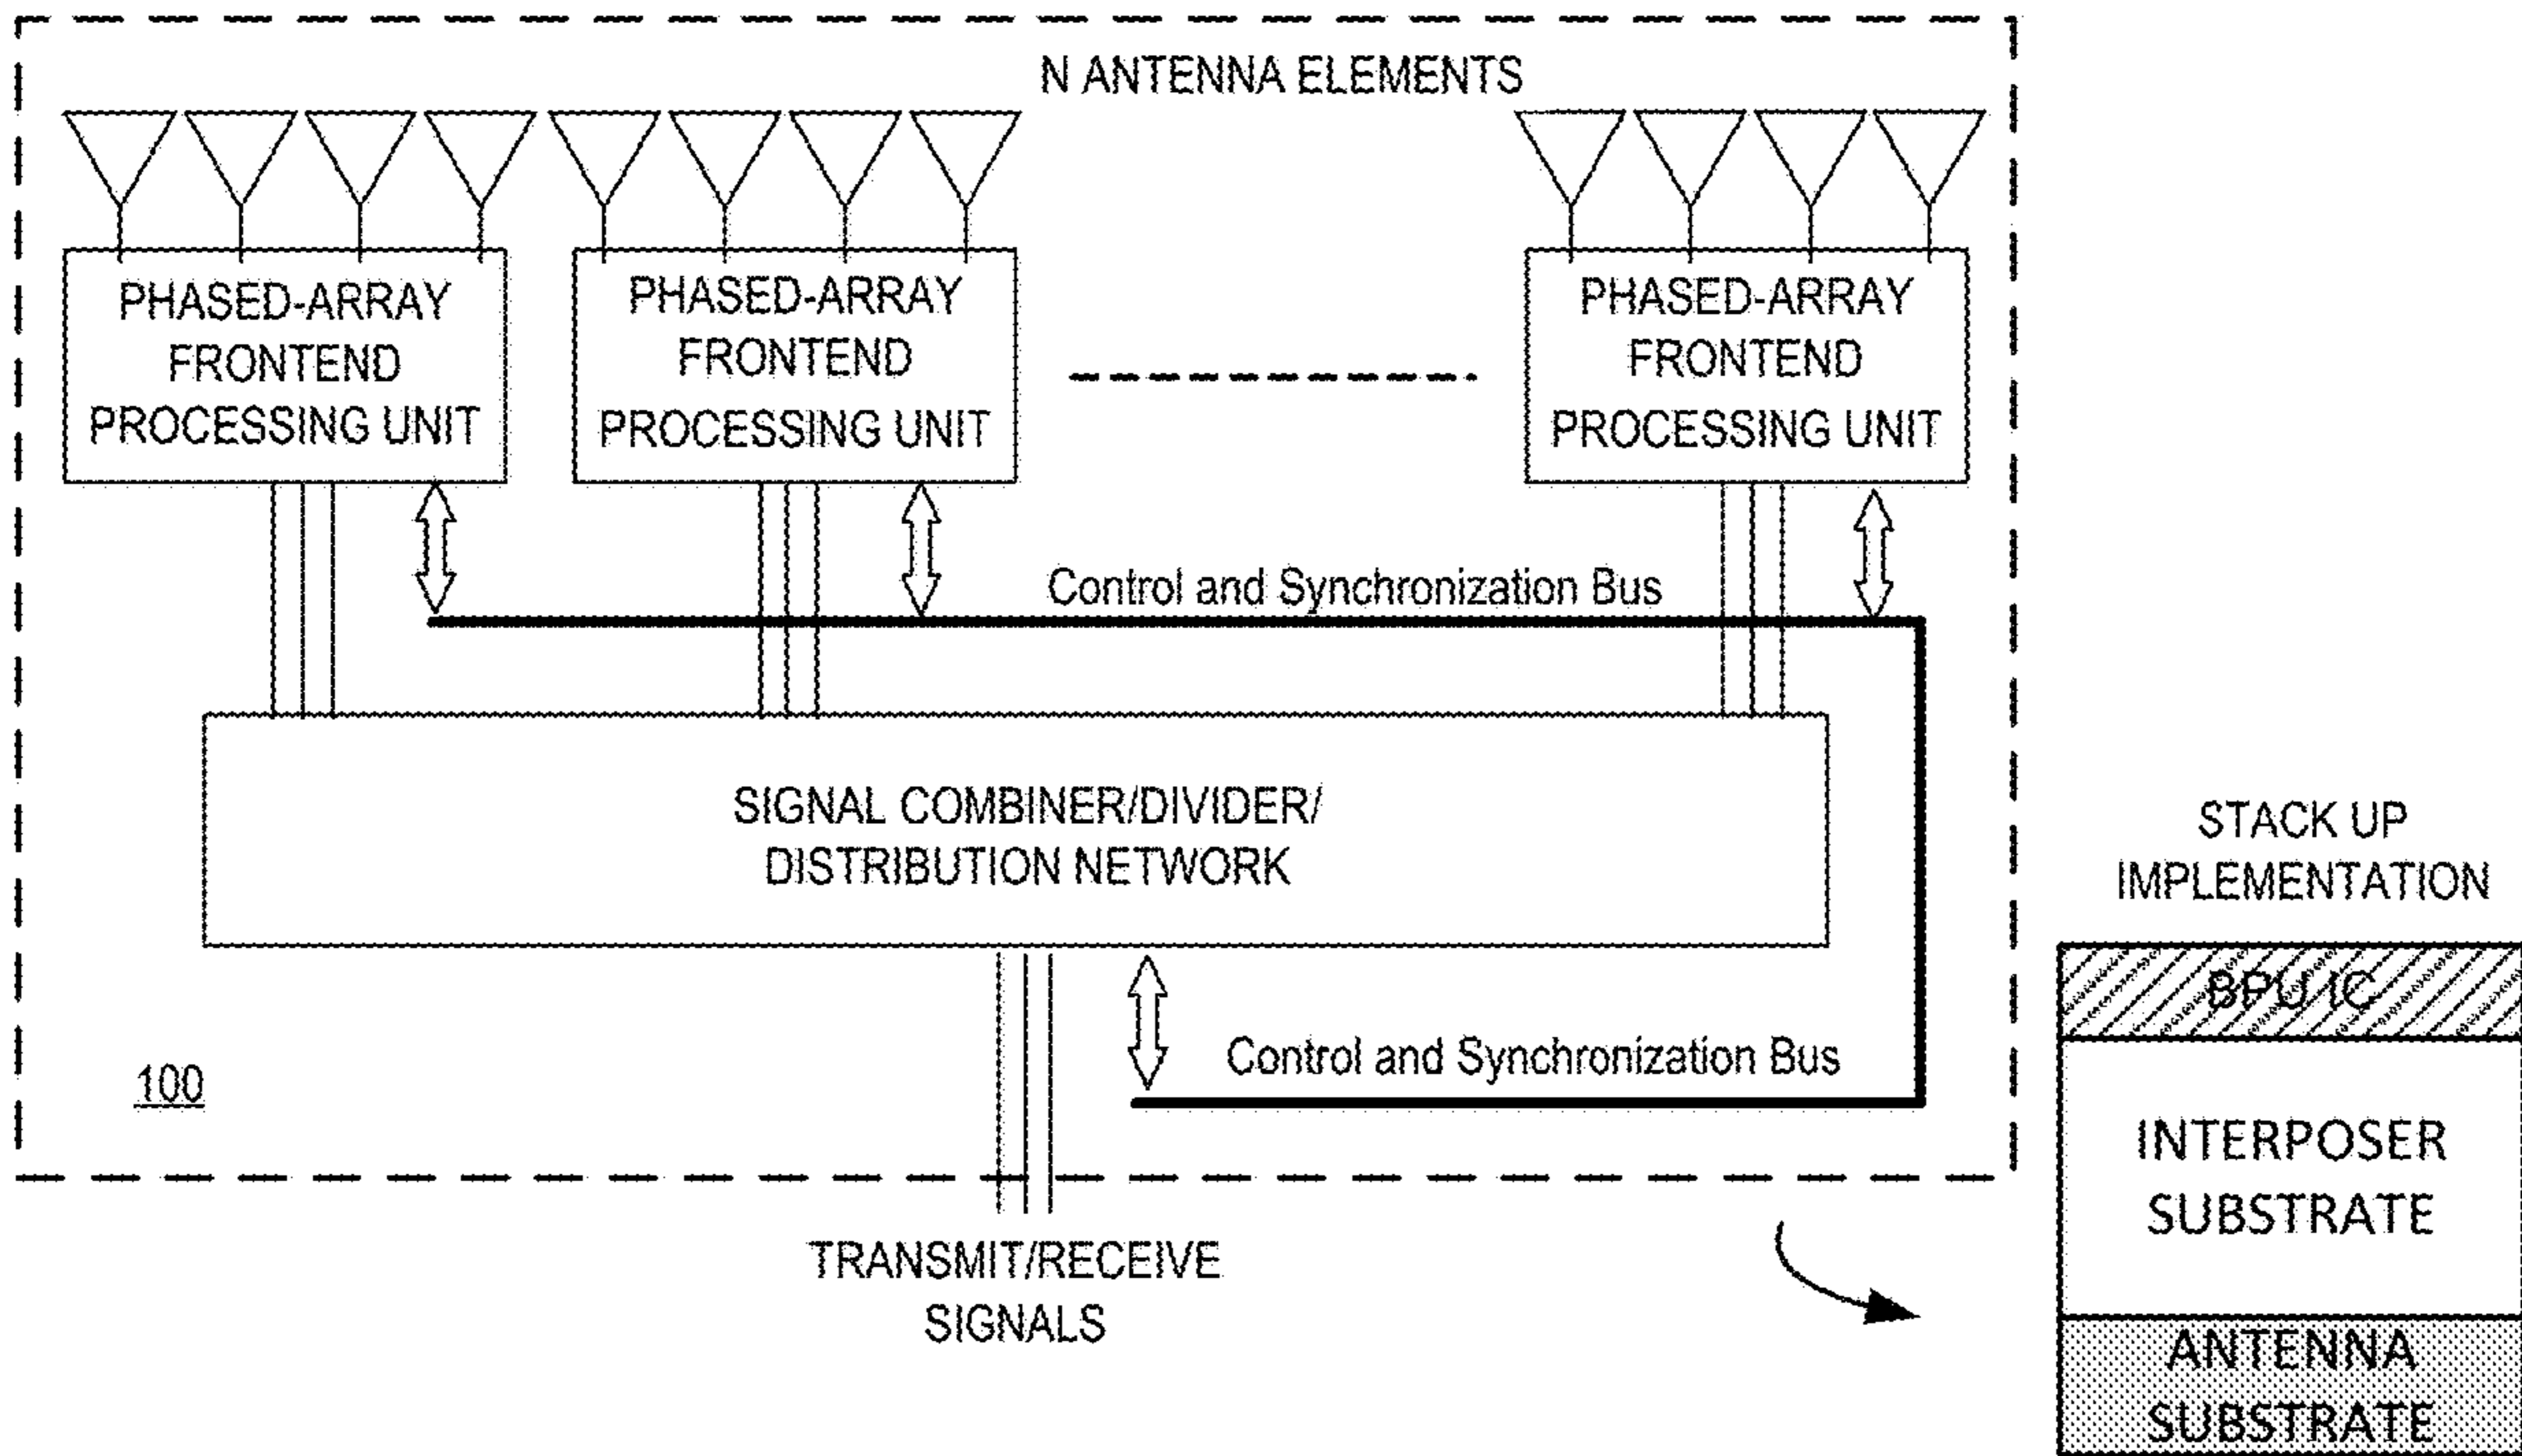 N ANTENNA ELEMENTS
PHASED-ARRAY
FRONTEND
PROCESSING UNIT
PHASED-ARRAY
FRONTEND
PROCESSING UNIT
PHASED-ARRAY
FRONTEND
PROCESSING UNIT
Control and Synchronization Bus
SIGNAL COMBINER/DIVIDER/
DISTRIBUTION NETWORK
Control and Synchronization Bus
100
TRANSMIT/RECEIVE
SIGNALS
STACK UP
IMPLEMENTATION
BPU IC
INTERPOSER
SUBSTRATE
ANTENNA
SUBSTRATE